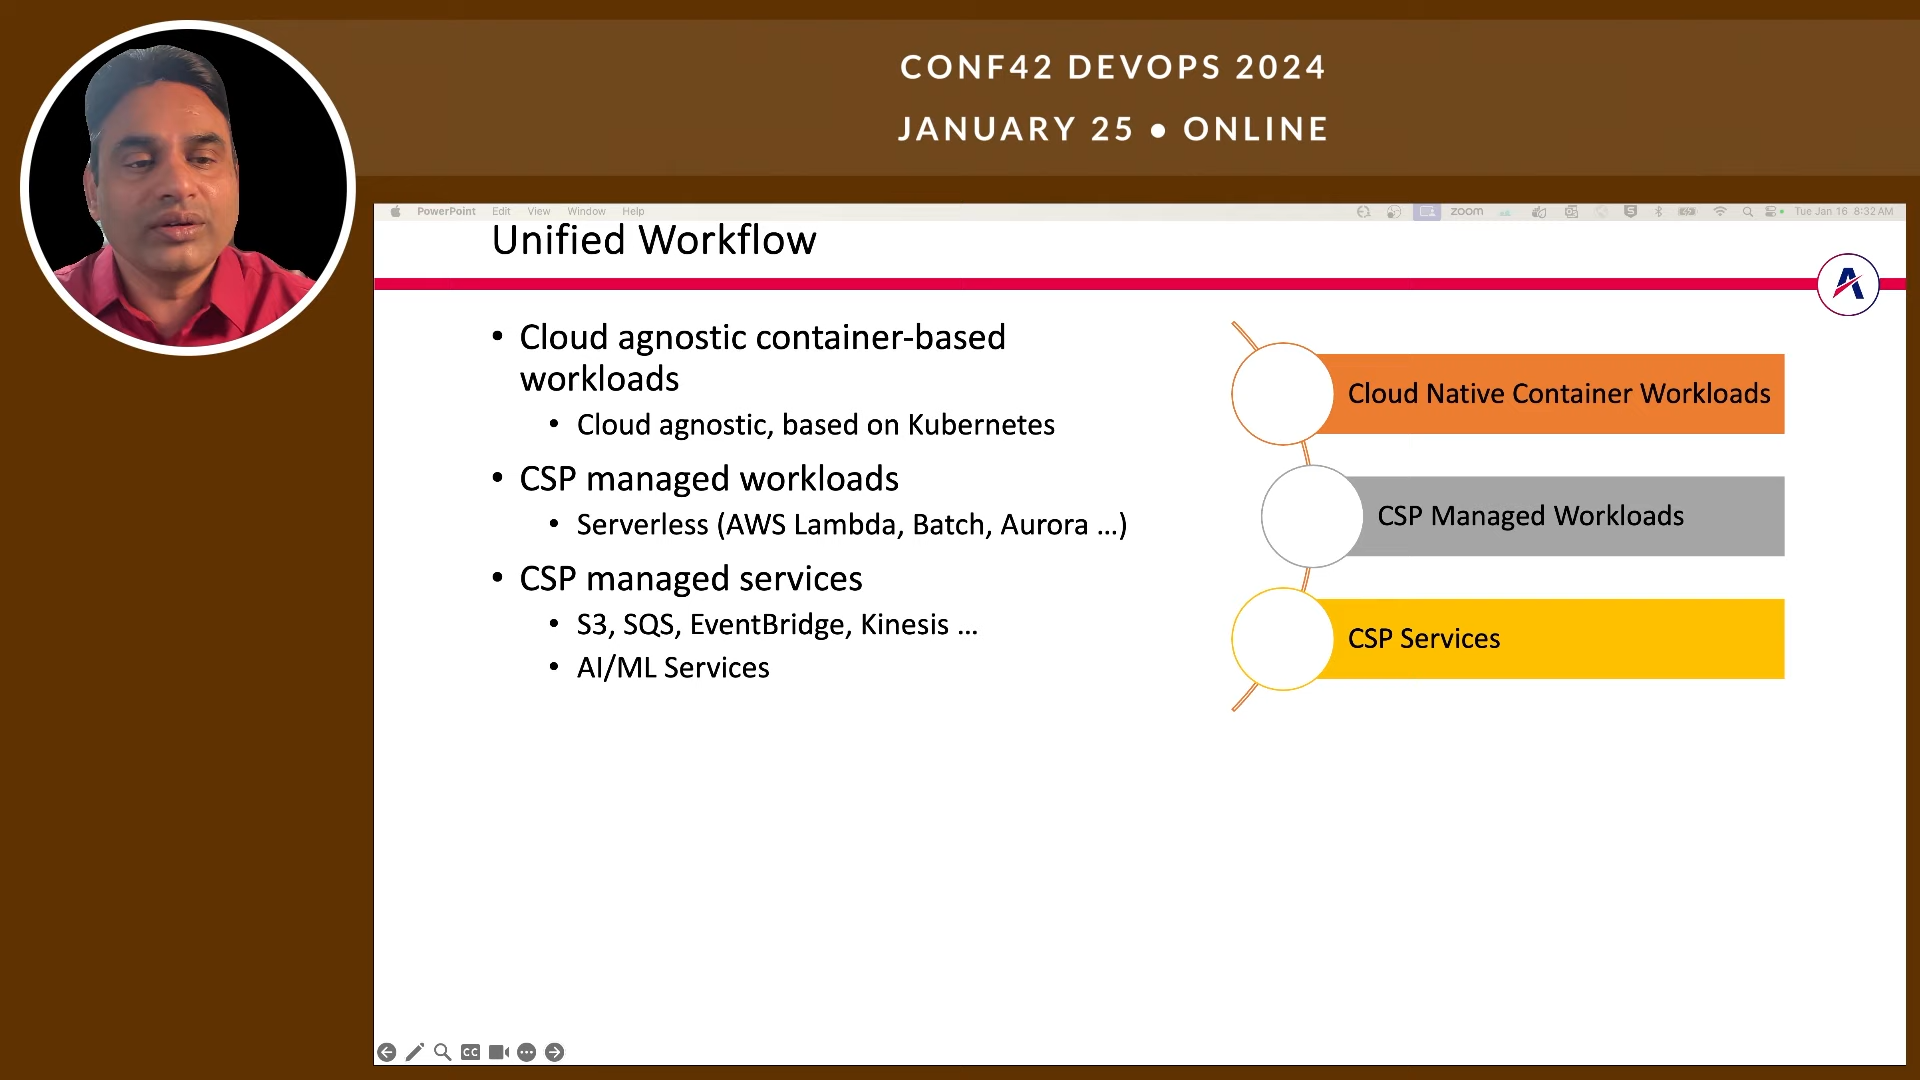 CONF42 DEVOPS 2024
JANUARY 25 • ONLINE
PowerPoint Edit View Window Help
zoom
Tue Jan 16 8:32 AM
Unified Workflow
A
• Cloud agnostic container-based
workloads
• Cloud agnostic, based on Kubernetes
• CSP managed workloads
• Serverless (AWS Lambda, Batch, Aurora ...)
• CSP managed services
• S3, SQS, EventBridge, Kinesis ...
• AI/ML Services
Cloud Native Container Workloads
CSP Managed Workloads
CSP Services
CC